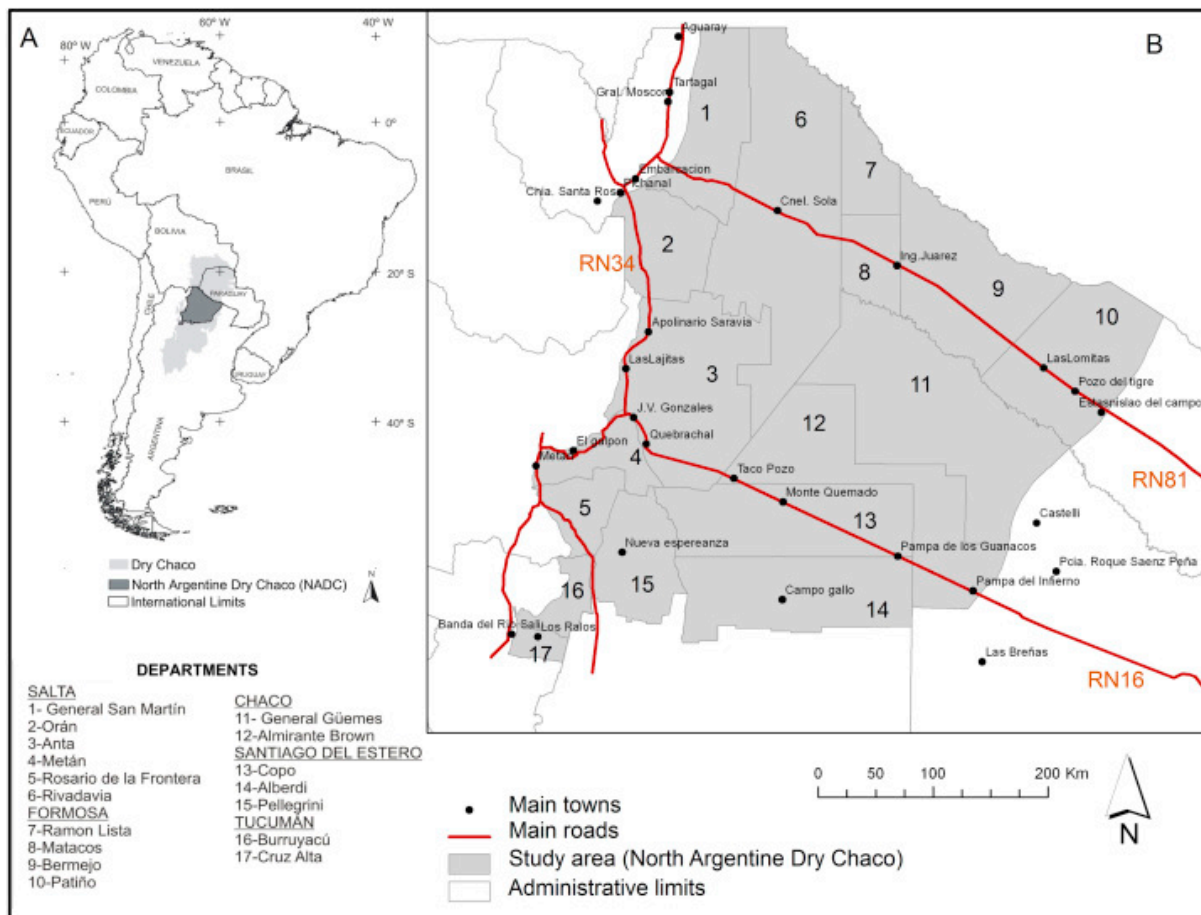 A
80° W
60° W
40° W
VENEZUELA
COLOMBIA
ECUADOR
0°
BRASIL
PERÚ
BOLIVIA
20° S
PARAGUAY
CHILE
URUGUAY
ARGENTINA
40° S
Dry Chaco
North Argentine Dry Chaco (NADC)
International Limits
N
DEPARTMENTS
SALTA
1- General San Martín
2-Orán
3-Anta
4-Metán
5-Rosario de la Frontera
6-Rivadavia
FORMOSA
7-Ramon Lista
8-Matacos
9-Bermejo
10-Patiño
CHACO
11- General Güemes
12-Almirante Brown
SANTIAGO DEL ESTERO
13-Copo
14-Alberdi
15-Pellegrini
TUCUMÁN
16-Burruyacú
17-Cruz Alta
B
Aguaray
Tartagal
Gral. Moscon
1
6
7
Embarcacion
Pichanal
Chia. Santa Ros
Cnel. Sola
2
RN34
Ing.Juarez
8
9
10
Apolinario Saravia
LasLajitas
3
LasLomitas
Pozo del tigre
Estasnislao del campo
11
J.V. Gonzales
12
Quebrachal
El galpon
4
Metan
Taco Pozo
RN81
Monte Quemado
5
13
Castelli
Nueva espereanza
Pampa de los Guanacos
Pcia. Roque Saenz Peña
16
15
Pampa del Infierno
Campo gallo
14
Banda del Rio Sali
Los Ralos
17
Las Breñas
RN16
0 50 100 200 Km
Main towns
Main roads
Study area (North Argentine Dry Chaco)
Administrative limits
N